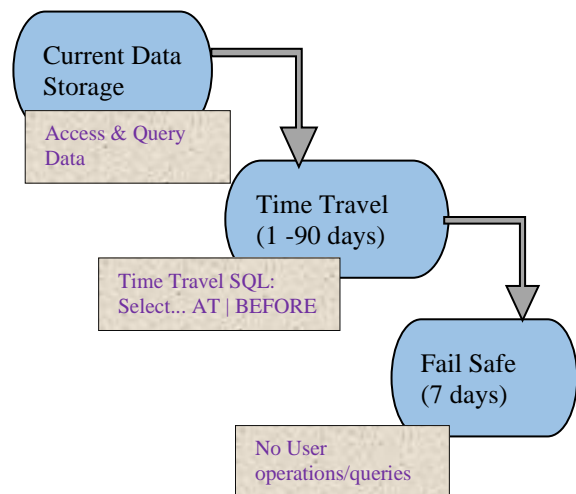 Current Data
Storage
Access & Query
Data
Time Travel
(1 -90 days)
Time Travel SQL:
Select... AT | BEFORE
Fail Safe
(7 days)
No User
operations/queries